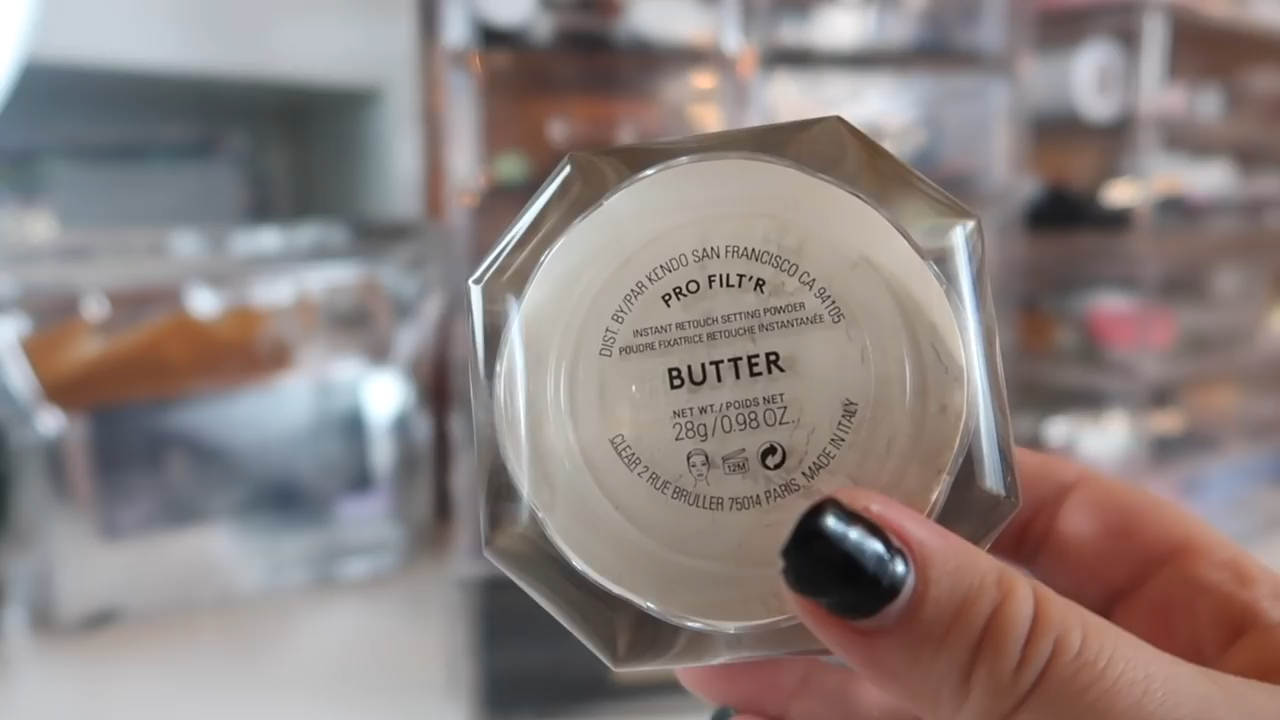 DIST. BY/PAR KENDO SAN FRANCISCO CA 94105
PRO FILT'R
INSTANT RETOUCH SETTING POWDER
POUDRE FIXATRICE RETOUCHE INSTANTANÉE
BUTTER
NET WT. / POIDS NET
28g / 0.98 OZ.
12M
CLEAR 2 RUE BRULLER 75014 PARIS. MADE IN ITALY